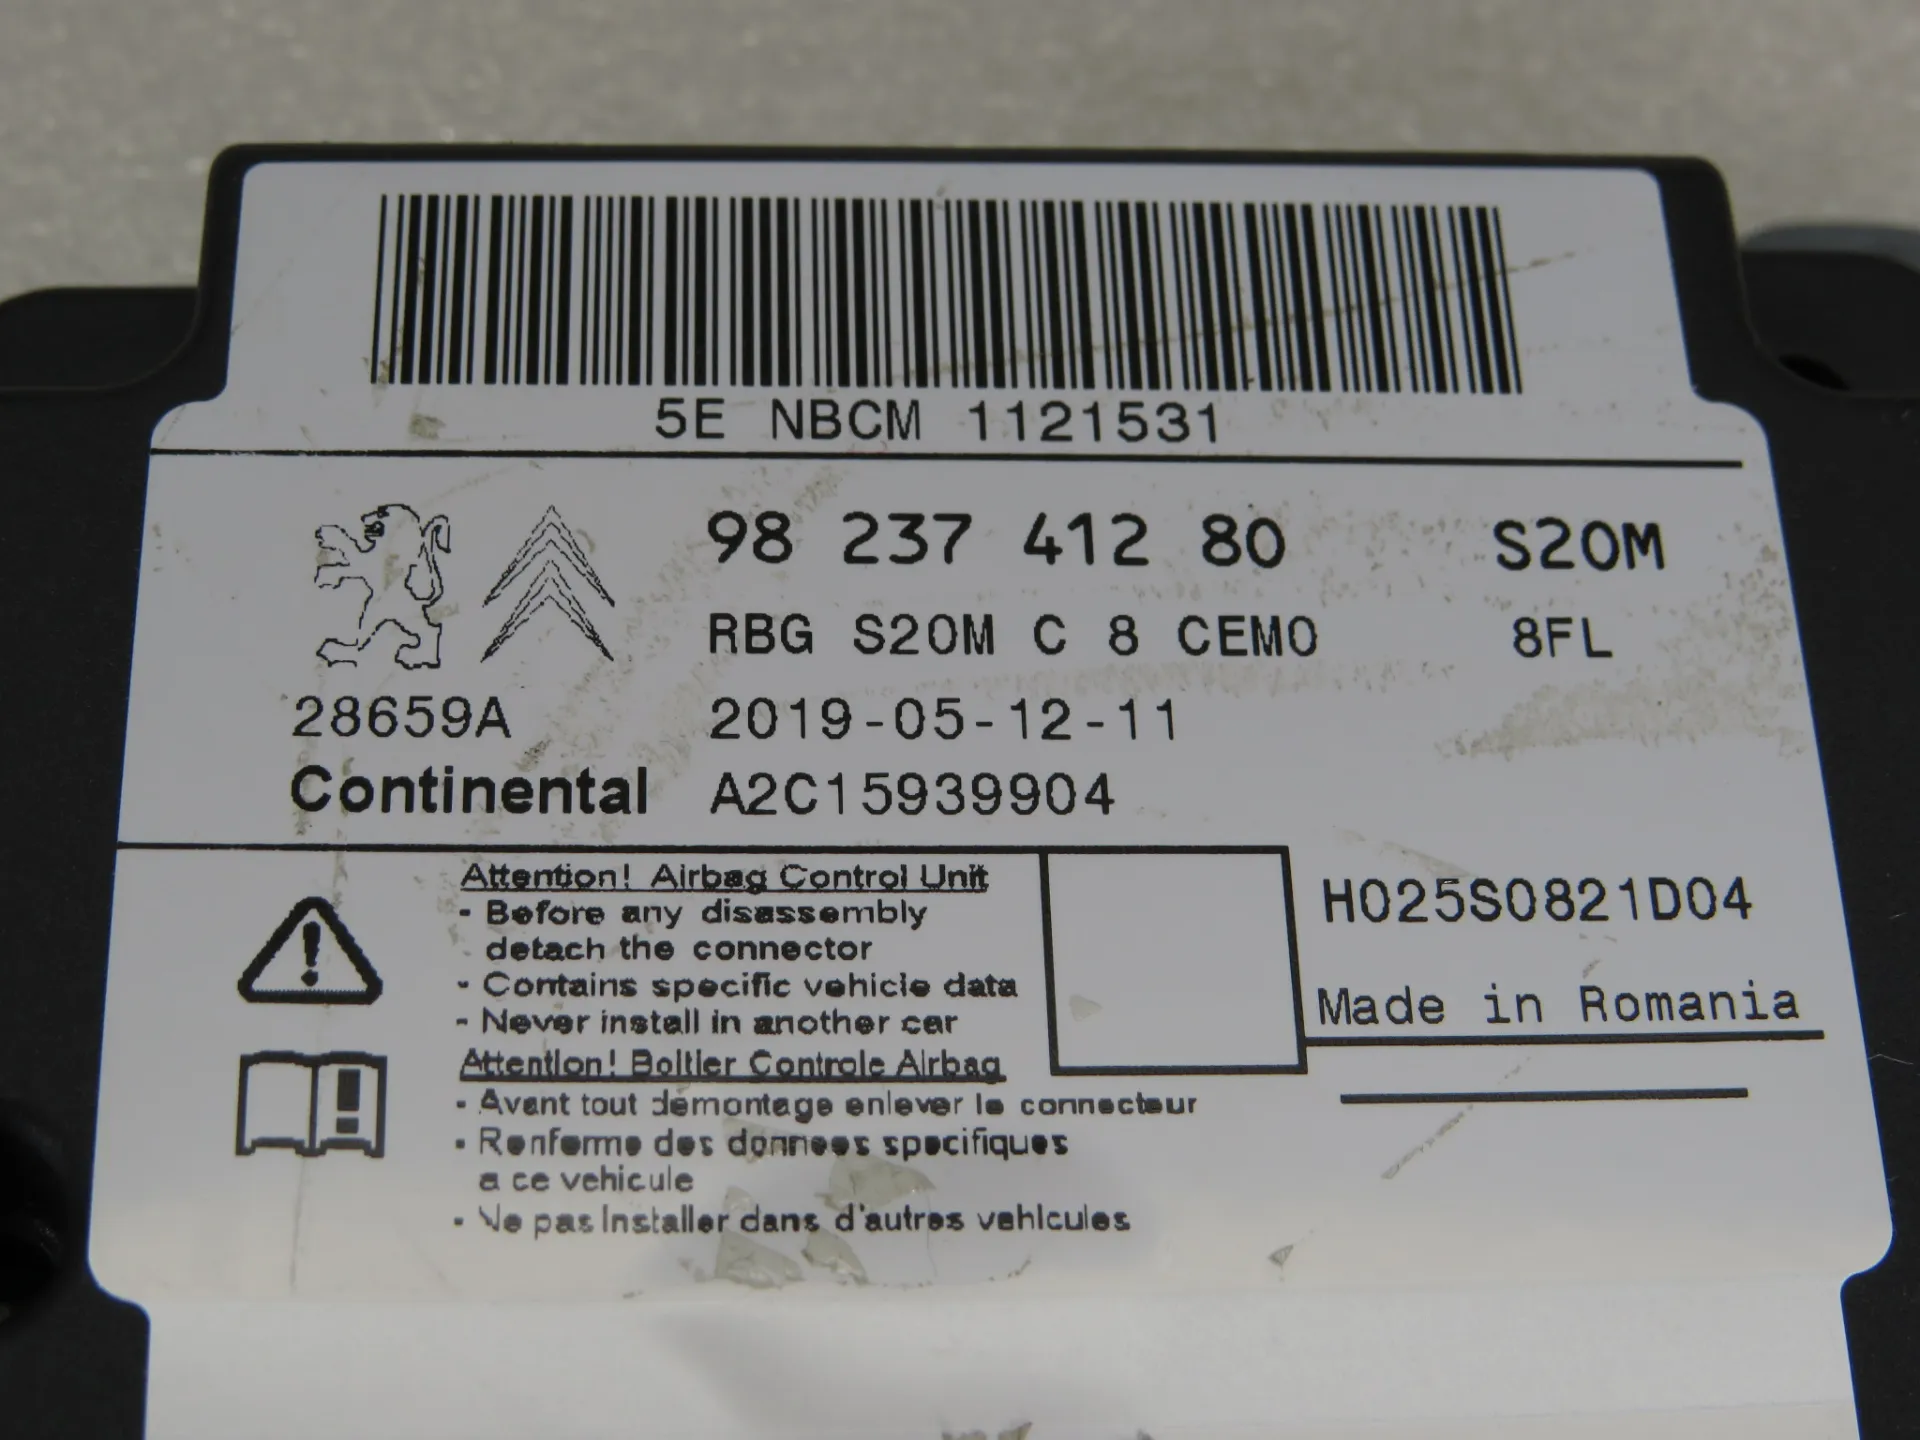 5E NBCM 1121531
98 237 412 80 S20M
RBG S20M C 8 CEM0 8FL
28659A 2019-05-12-11
Continental A2C15939904
Attention! Airbag Control Unit
- Before any disassembly
detach the connector
- Contains specific vehicle data
- Never install in another car
H025S0821D04
Made in Romania
Attention! Boitier Controle Airbag
- Avant tout démontage enlever le connecteur
- Renferme des donnees specifiques
a ce vehicule
- Ne pas Installer dans d'autres vehicules